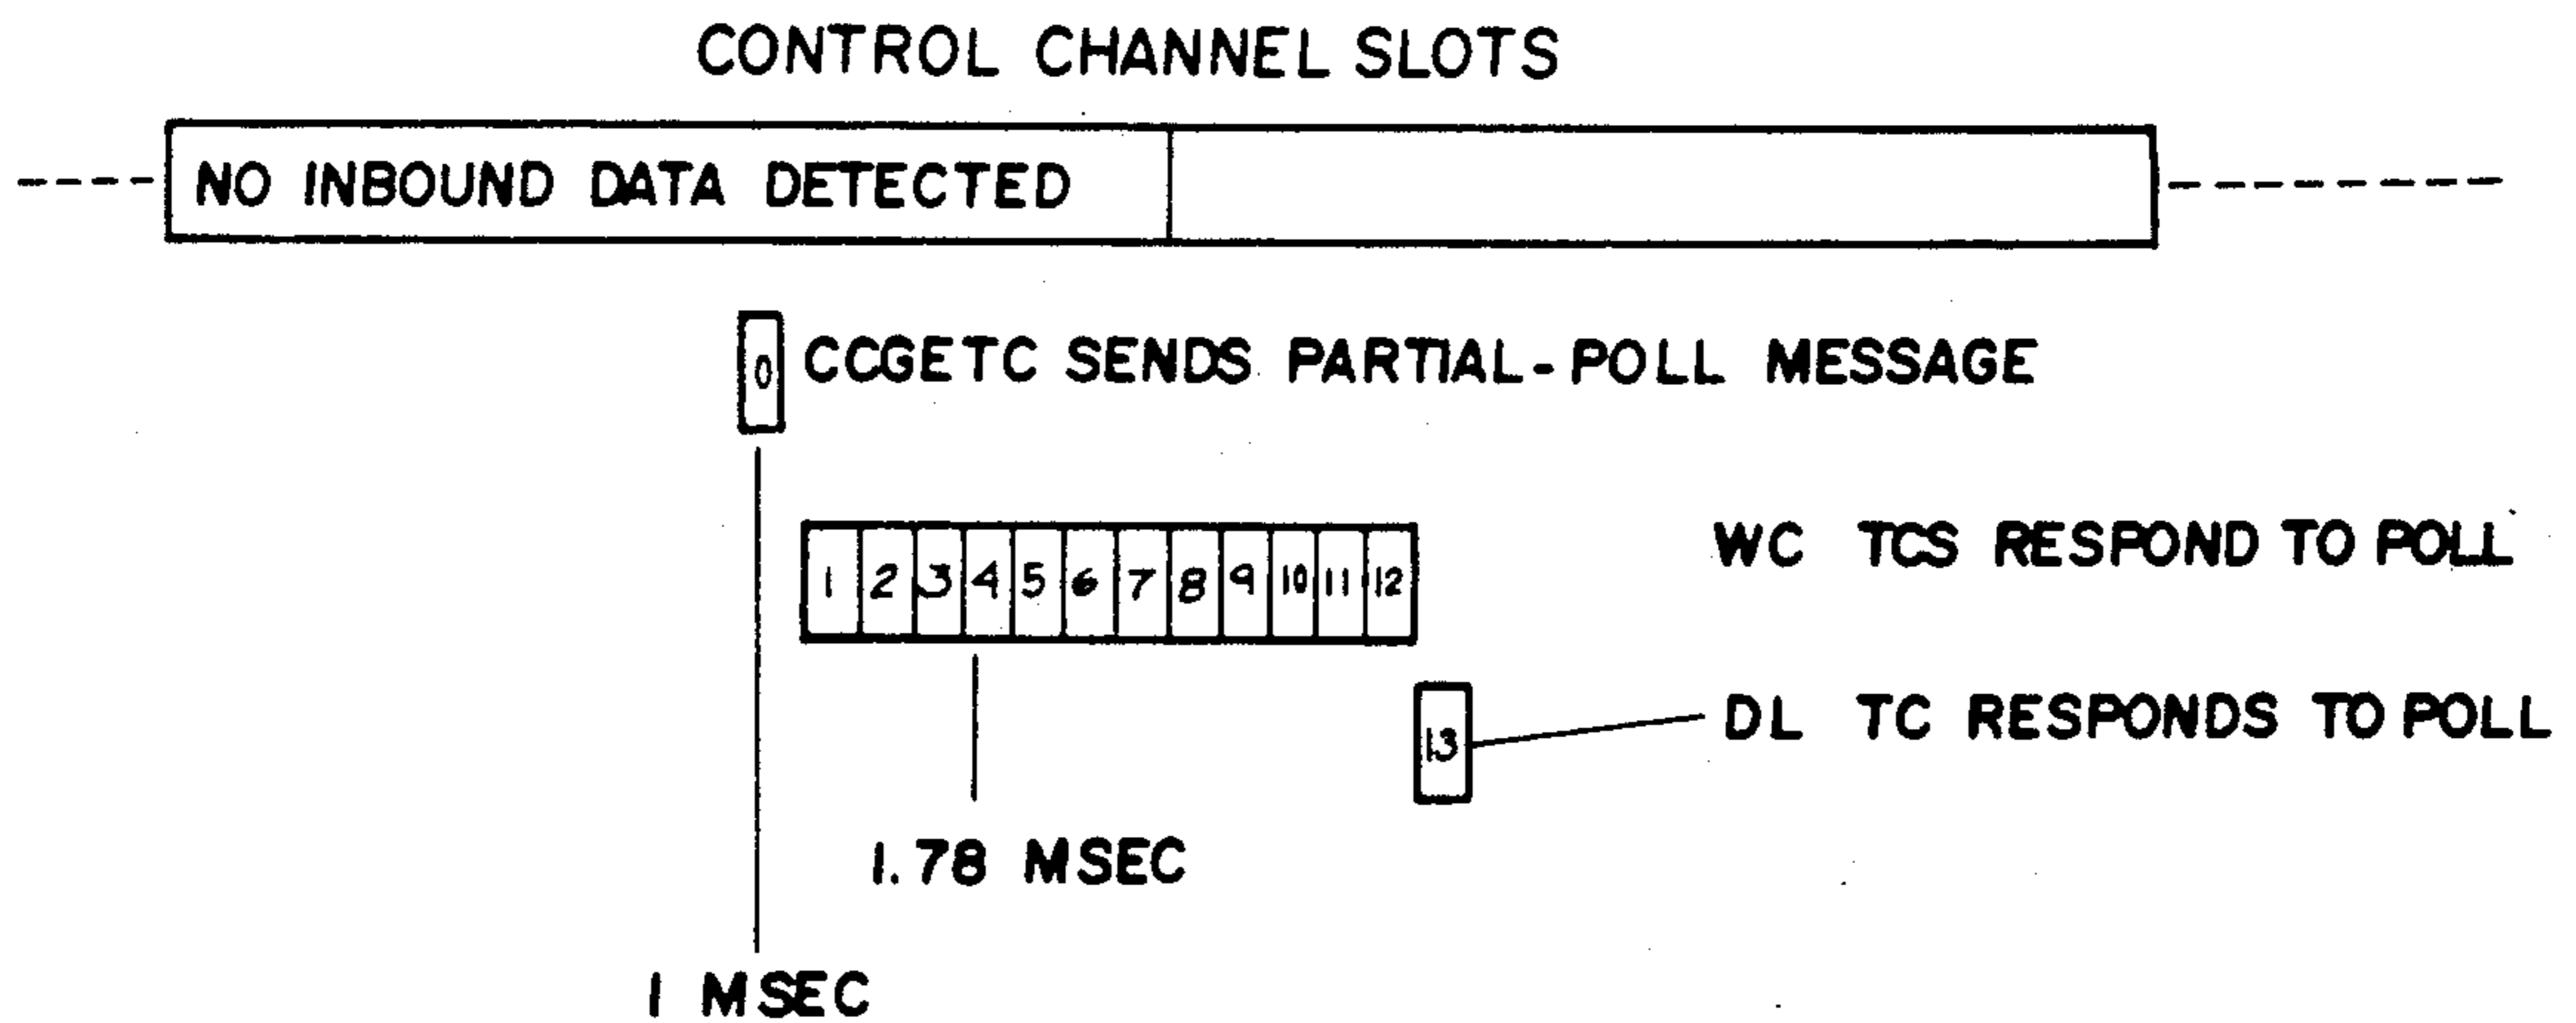 CONTROL CHANNEL SLOTS
NO INBOUND DATA DETECTED
0 CCGETC SENDS PARTIAL-POLL MESSAGE
1 2 3 4 5 6 7 8 9 10 11 12
WC TCS RESPOND TO POLL
13
DL TC RESPONDS TO POLL
1.78 MSEC
1 MSEC